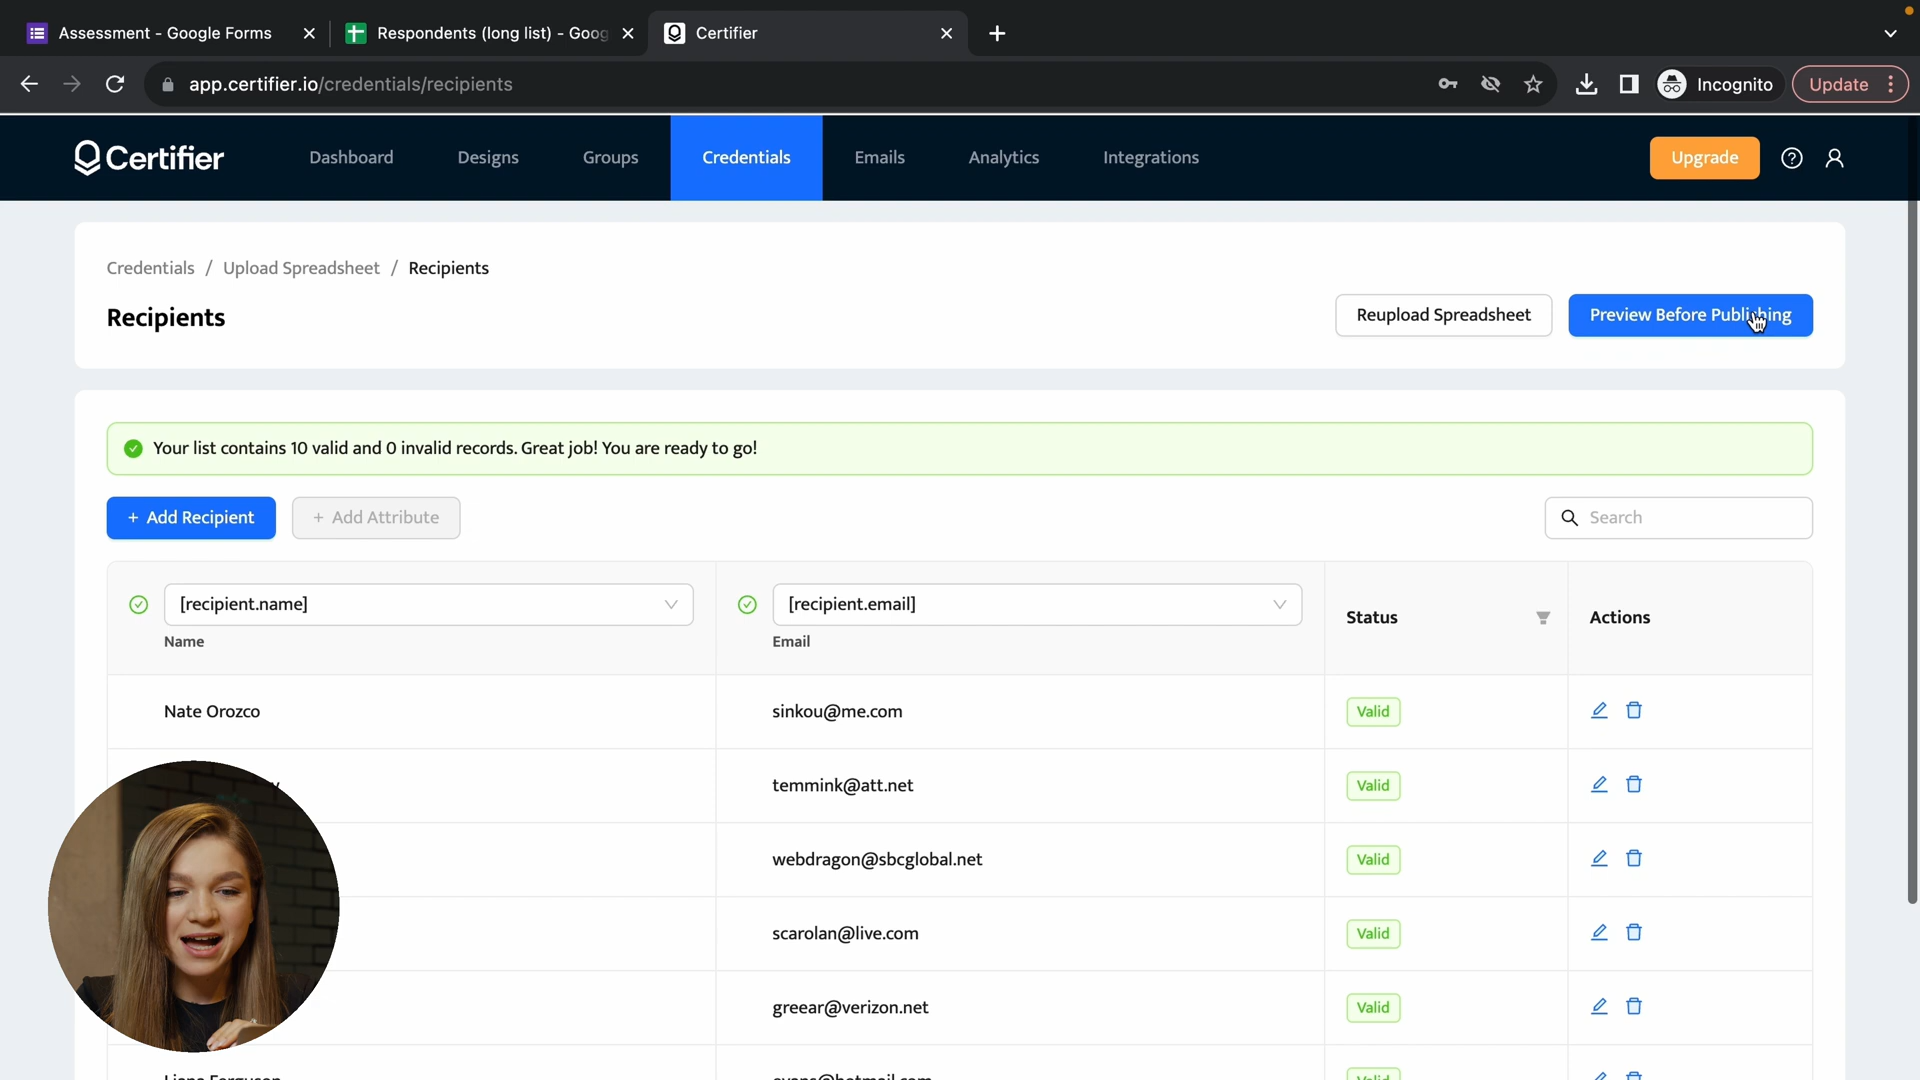 Assessment - Google Forms
Respondents (long list) - Goog
Certifier
app.certifier.io/credentials/recipients
Incognito
Update
Certifier
Dashboard
Designs
Groups
Credentials
Emails
Analytics
Integrations
Upgrade
Credentials / Upload Spreadsheet / Recipients
Recipients
Reupload Spreadsheet
Preview Before Publishing
Your list contains 10 valid and 0 invalid records. Great job! You are ready to go!
+ Add Recipient
+ Add Attribute
Search
[recipient.name]
Name
[recipient.email]
Email
Status
Actions
Nate Orozco
sinkou@me.com
Valid
temmink@att.net
Valid
webdragon@sbcglobal.net
Valid
scarolan@live.com
Valid
greear@verizon.net
Valid